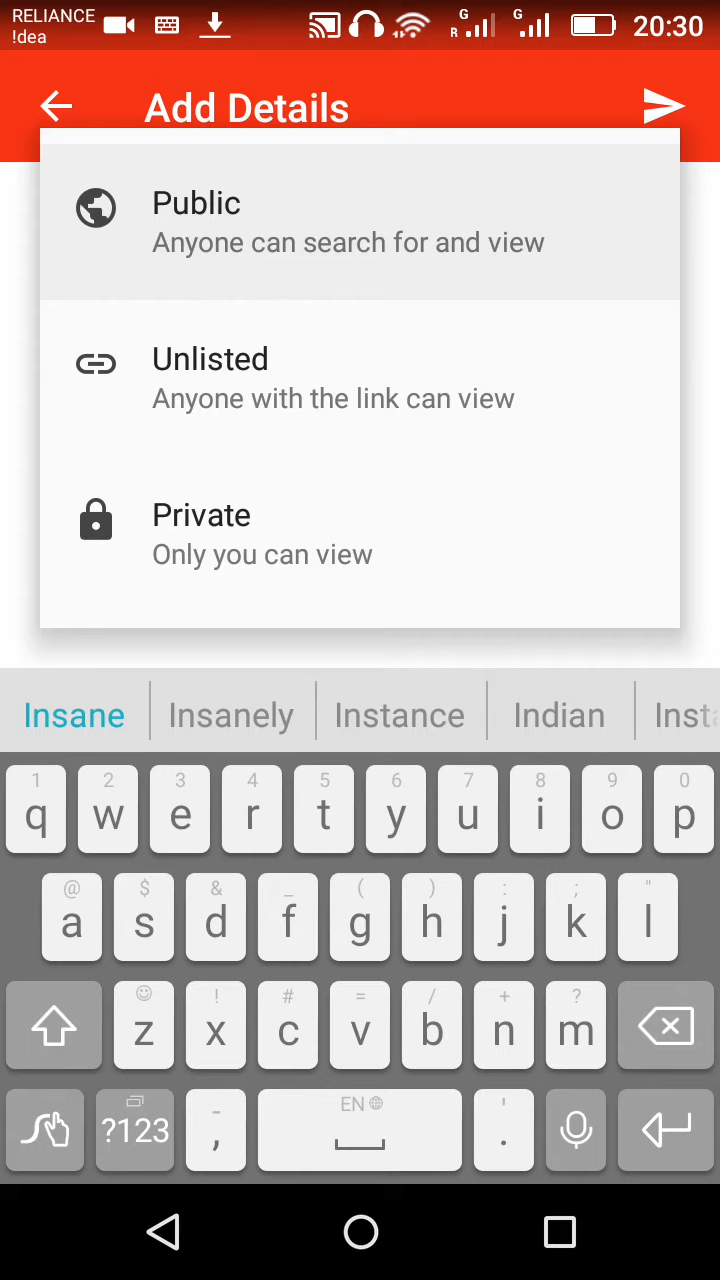 RELIANCE
!dea
G
R
G
20:30
Add Details
Public
Anyone can search for and view
Unlisted
Anyone with the link can view
Private
Only you can view
Insane Insanely Instance Indian Insta
1 2 3 4 5 6 7 8 9 0
q w e r t y u i o p
@ $ & _ ( ) : ; "
a s d f g h j k l
! # = / + ?
z x c v b n m
- EN '
?123 , .